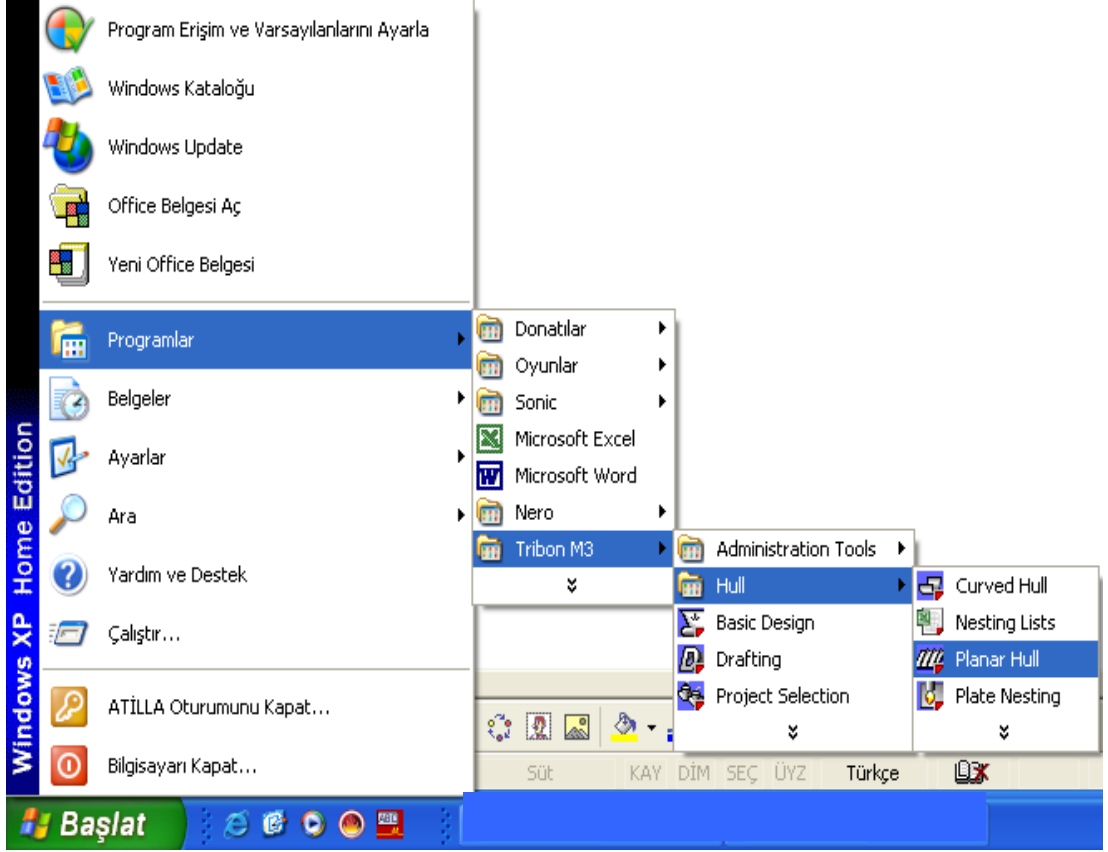 Program Erişim ve Varsayılanlarını Ayarla
Windows Kataloğu
Windows Update
Office Belgesi Aç
Yeni Office Belgesi
Programlar
Belgeler
Ayarlar
Ara
Yardım ve Destek
Çalıştır...
ATİLLA Oturumunu Kapat...
Bilgisayarı Kapat...
Windows XP Home Edition
Donatılar
Oyunlar
Sonic
Microsoft Excel
Microsoft Word
Nero
Tribon M3
Administration Tools
Hull
Basic Design
Drafting
Project Selection
Curved Hull
Nesting Lists
Planar Hull
Plate Nesting
Süt KAY DİM SEÇ ÜYZ Türkçe
Başlat